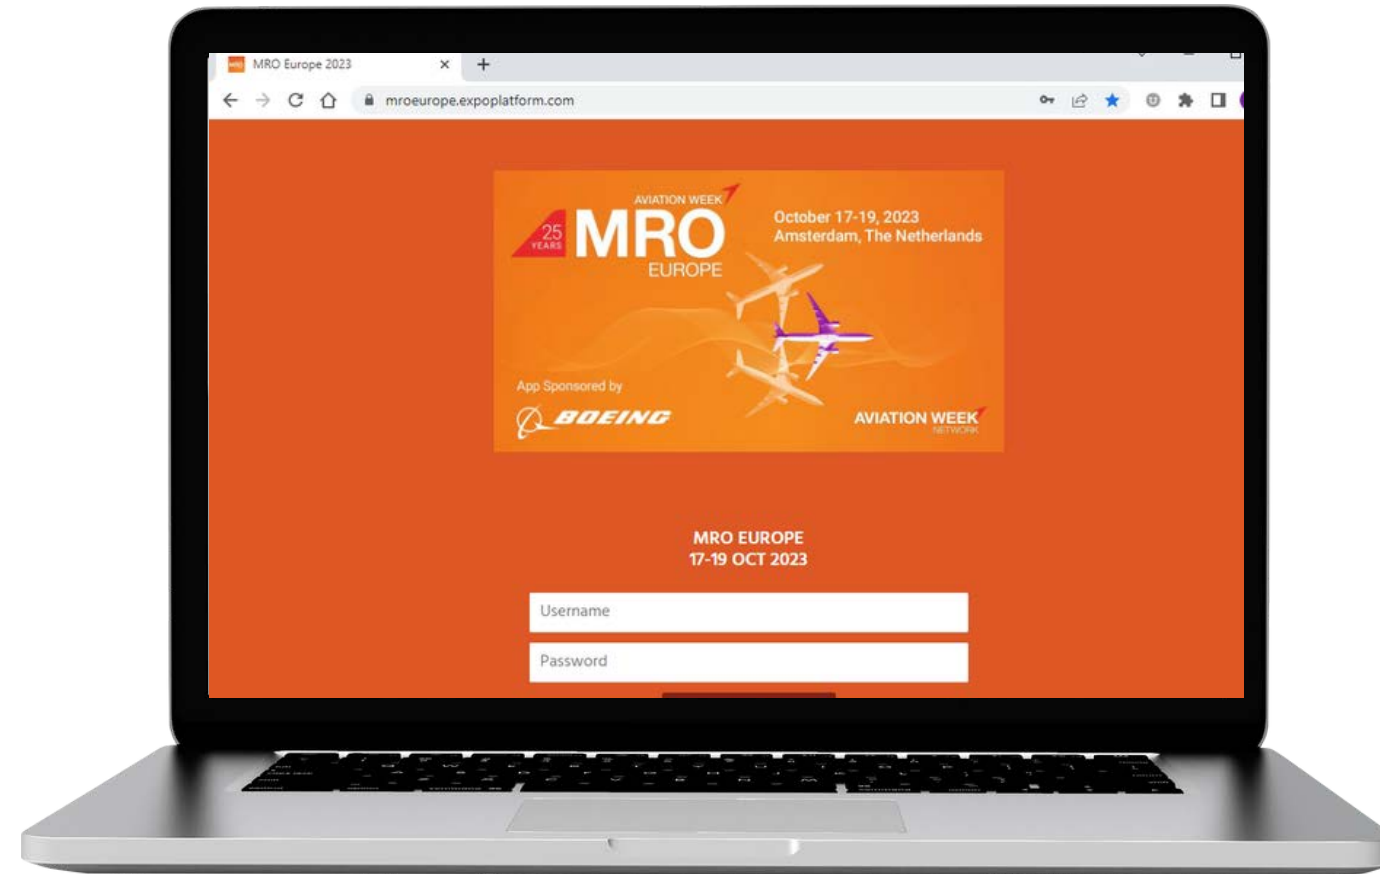 MRO Europe 2023
mroeurope.expoplatform.com
AVIATION WEEK
25
YEARS
MRO
EUROPE
October 17-19, 2023
Amsterdam, The Netherlands
App Sponsored by
BOEING
AVIATION WEEK
NETWORK
MRO EUROPE
17-19 OCT 2023
Username
Password